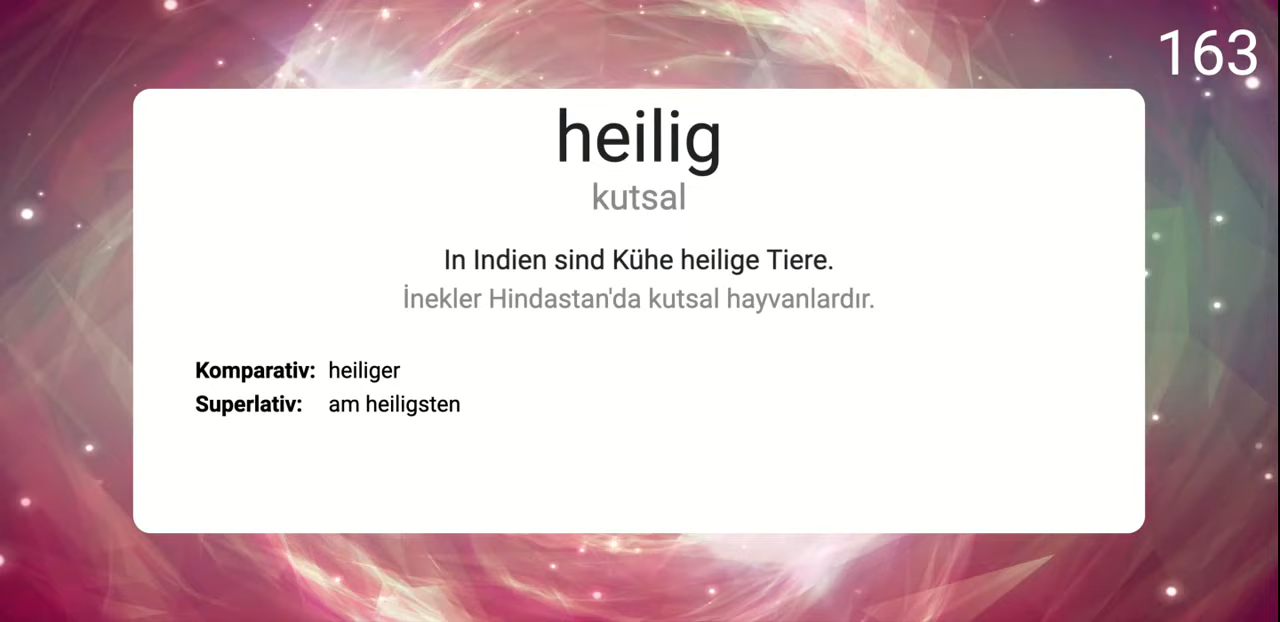 163
heilig
kutsal
In Indien sind Kühe heilige Tiere.
İnekler Hindastan'da kutsal hayvanlardır.
Komparativ: heiliger
Superlativ: am heiligsten